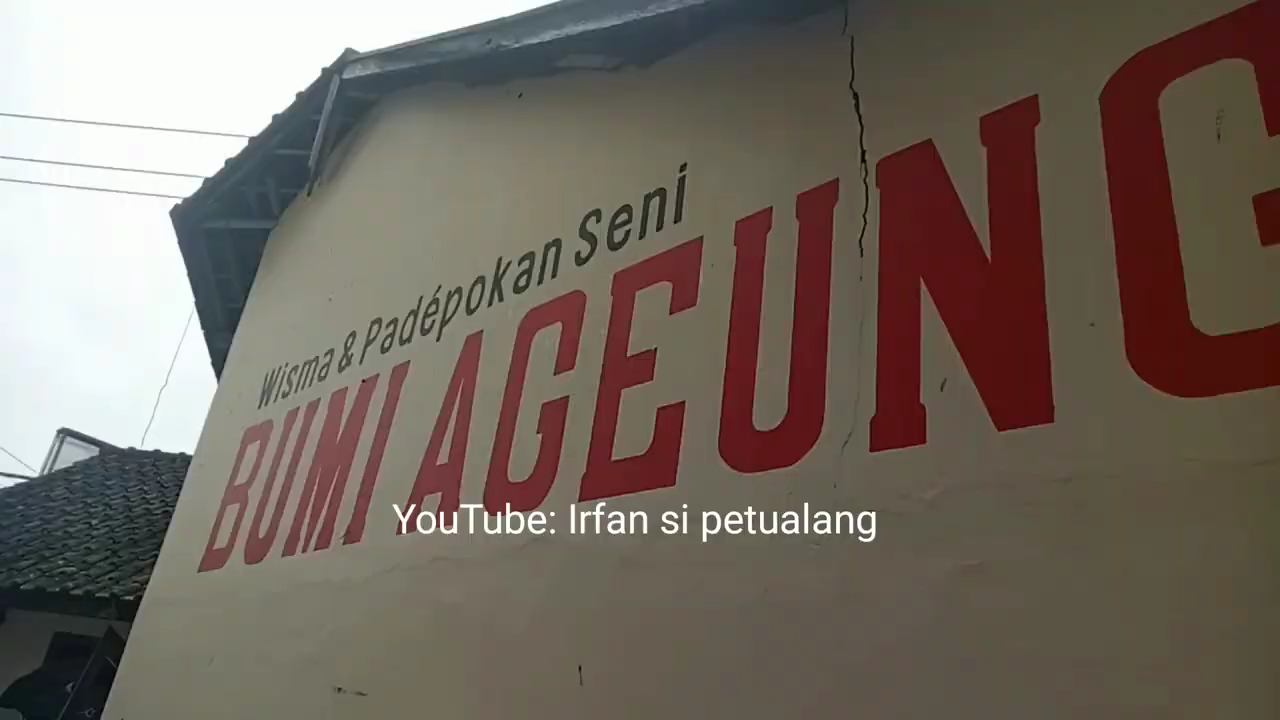 Wisma & Padépokan Seni
BUMI AGEUNG
YouTube: Irfan si petualang